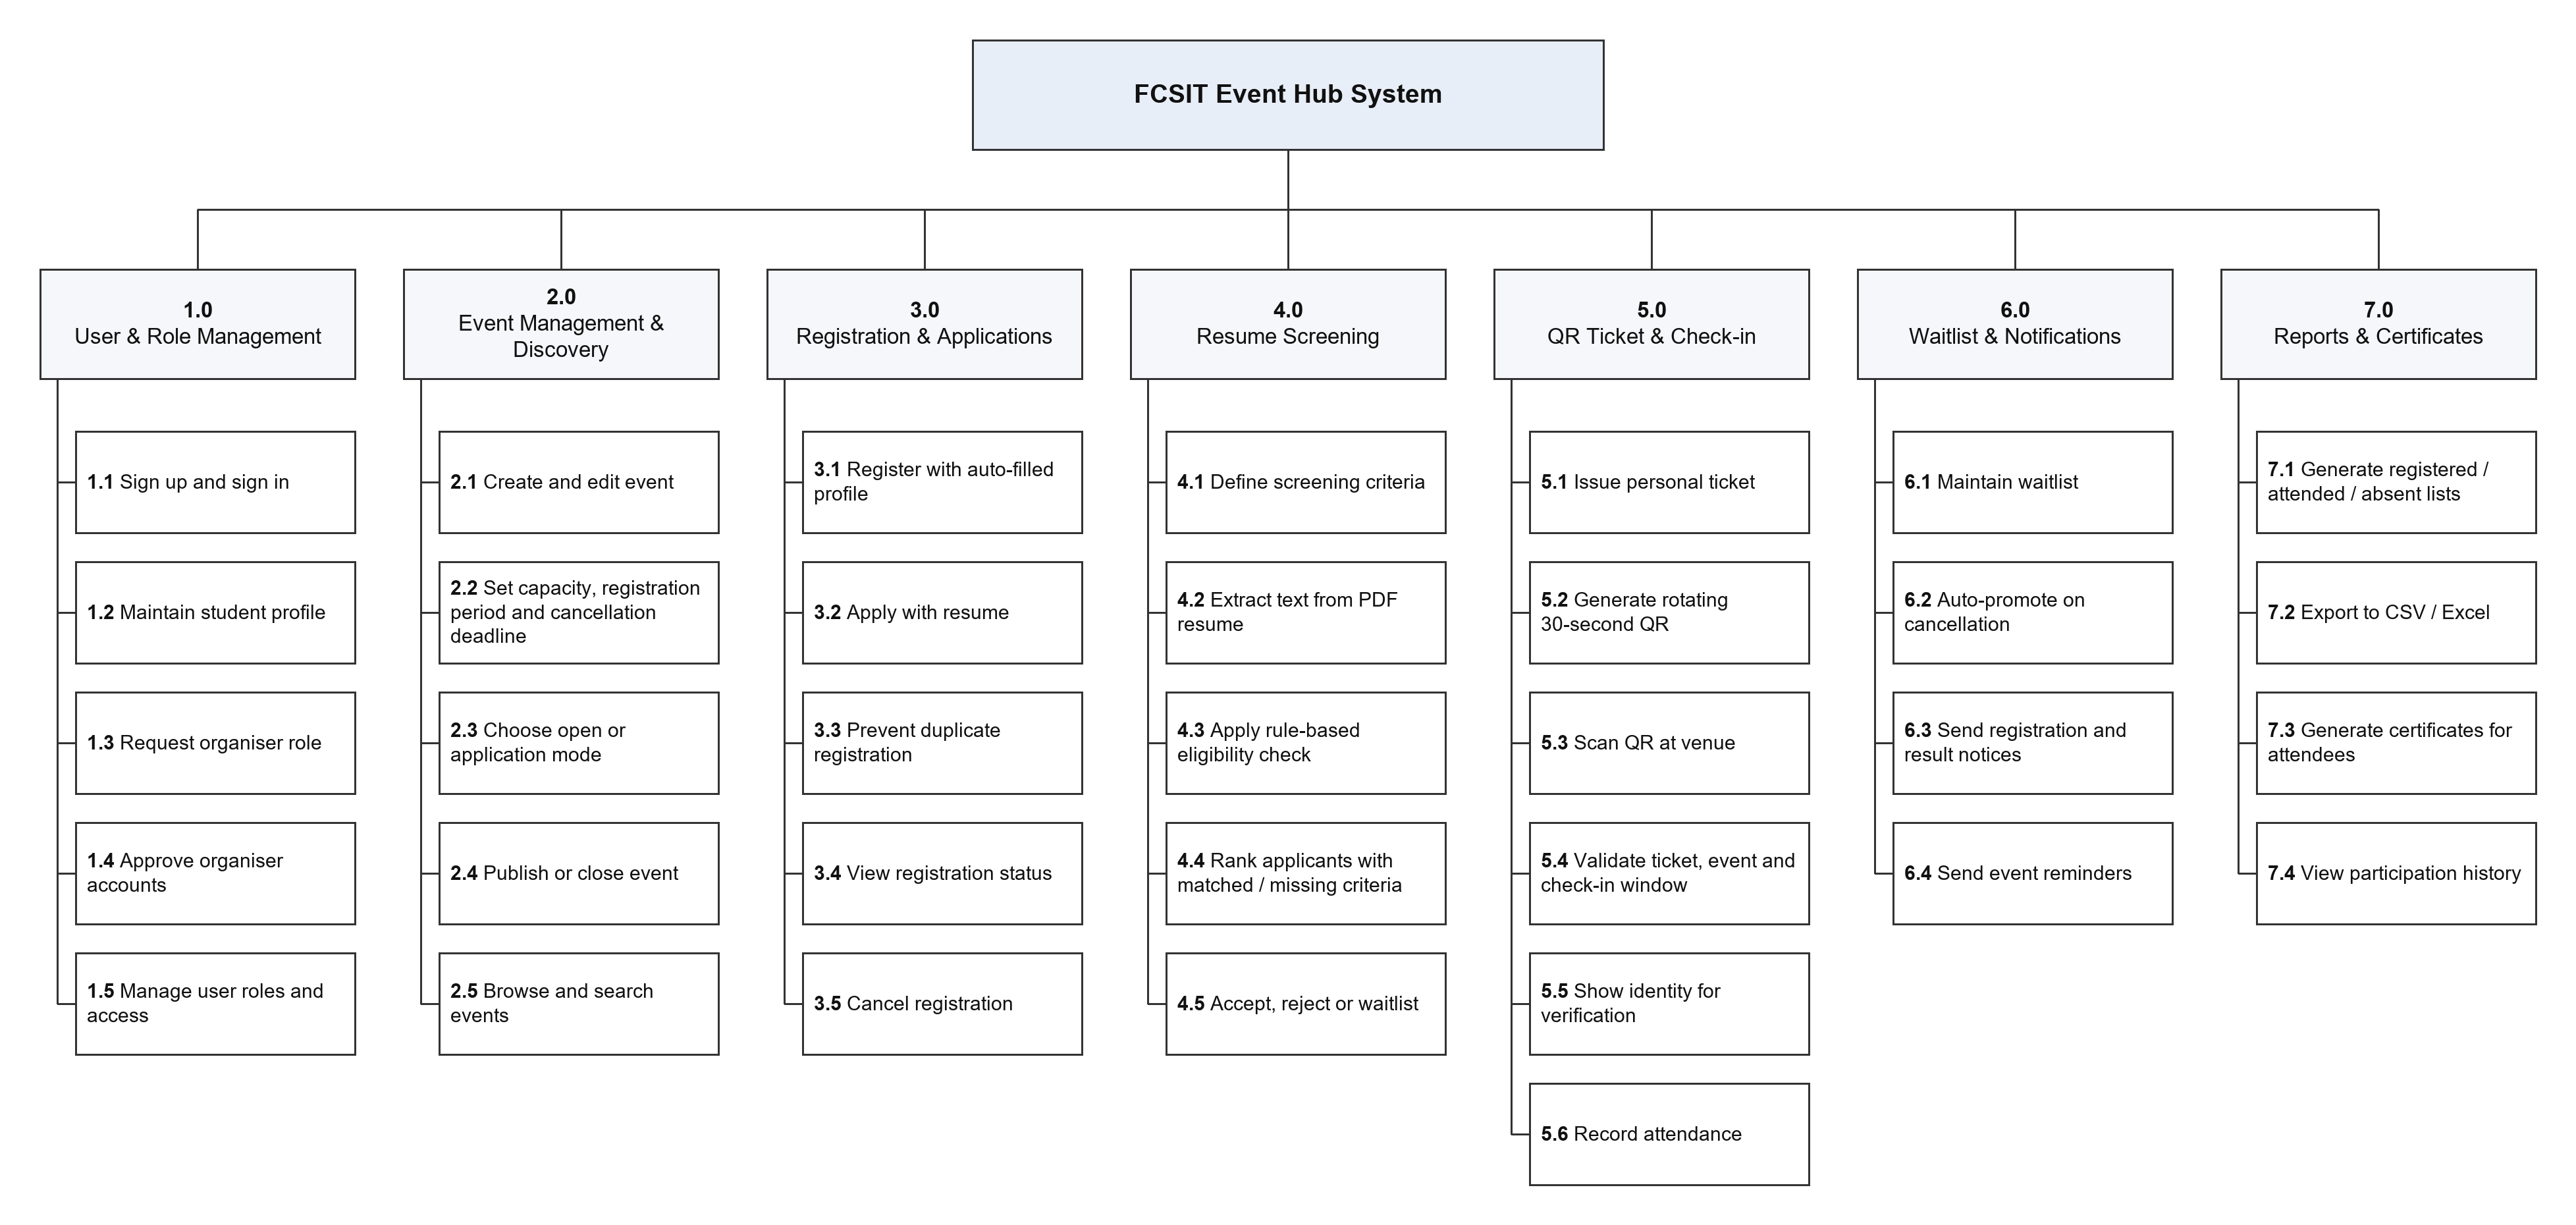 FCSIT Event Hub System
1.0
User & Role Management
2.0
Event Management &
Discovery
3.0
Registration & Applications
4.0
Resume Screening
5.0
QR Ticket & Check-in
6.0
Waitlist & Notifications
7.0
Reports & Certificates
1.1 Sign up and sign in
1.2 Maintain student profile
1.3 Request organiser role
1.4 Approve organiser
accounts
1.5 Manage user roles and
access
2.1 Create and edit event
2.2 Set capacity, registration
period and cancellation
deadline
2.3 Choose open or
application mode
2.4 Publish or close event
2.5 Browse and search
events
3.1 Register with auto-filled
profile
3.2 Apply with resume
3.3 Prevent duplicate
registration
3.4 View registration status
3.5 Cancel registration
4.1 Define screening criteria
4.2 Extract text from PDF
resume
4.3 Apply rule-based
eligibility check
4.4 Rank applicants with
matched / missing criteria
4.5 Accept, reject or waitlist
5.1 Issue personal ticket
5.2 Generate rotating
30-second QR
5.3 Scan QR at venue
5.4 Validate ticket, event and
check-in window
5.5 Show identity for
verification
5.6 Record attendance
6.1 Maintain waitlist
6.2 Auto-promote on
cancellation
6.3 Send registration and
result notices
6.4 Send event reminders
7.1 Generate registered /
attended / absent lists
7.2 Export to CSV / Excel
7.3 Generate certificates for
attendees
7.4 View participation history